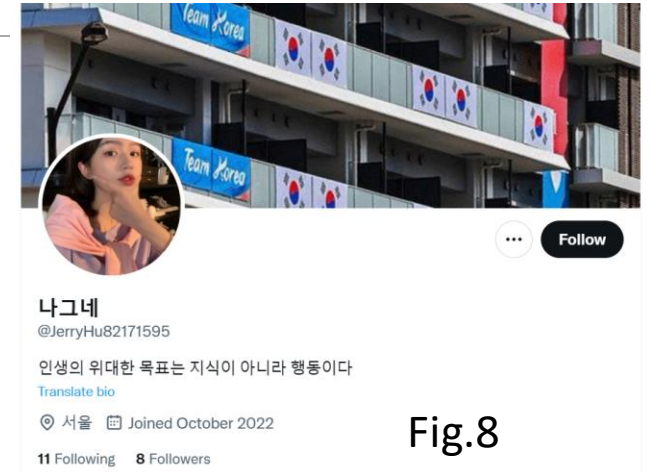 Team Korea
Team Korea
Follow
나그네
@JerryHu82171595
인생의 위대한 목표는 지식이 아니라 행동이다
Translate bio
서울 Joined October 2022
Fig.8
11 Following 8 Followers